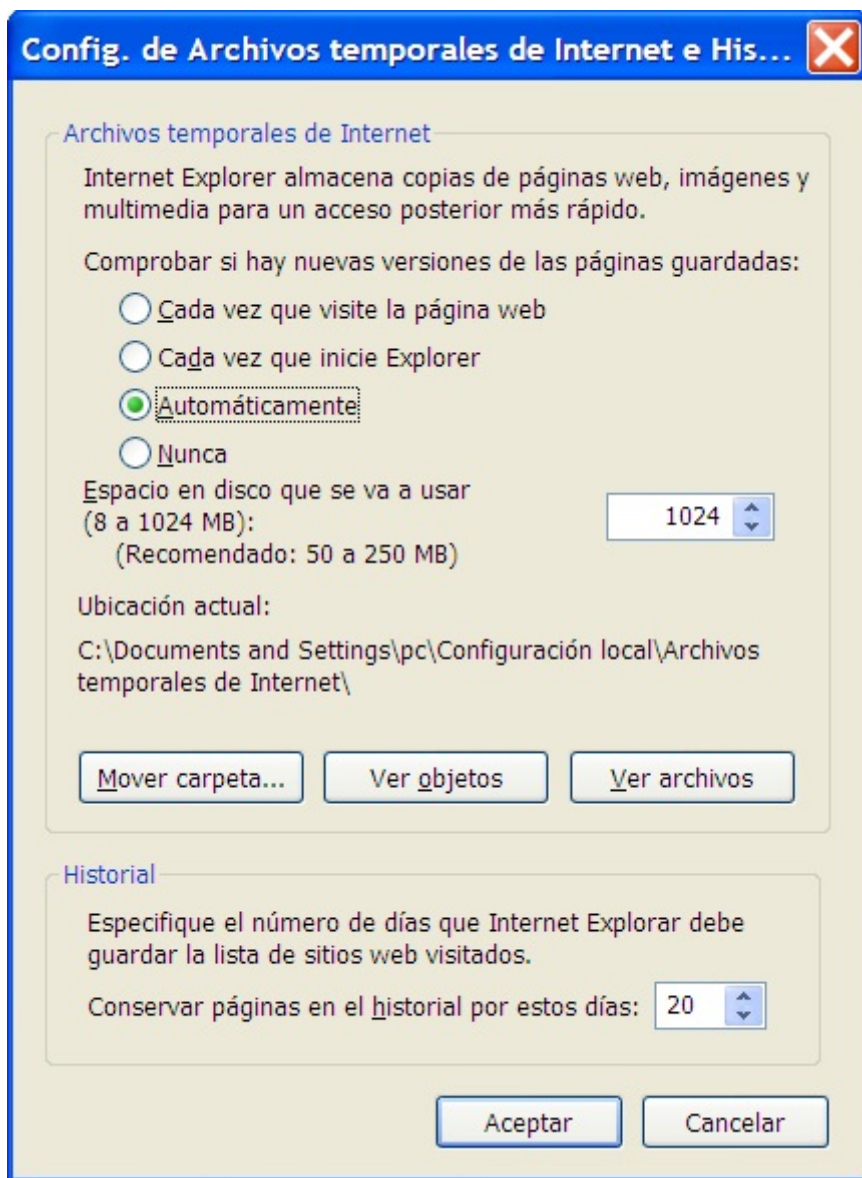 Config. de Archivos temporales de Internet e His...
Archivos temporales de Internet
Internet Explorer almacena copias de páginas web, imágenes y
multimedia para un acceso posterior más rápido.
Comprobar si hay nuevas versiones de las páginas guardadas:
Cada vez que visite la página web
Cada vez que inicie Explorer
Automáticamente
Nunca
Espacio en disco que se va a usar
(8 a 1024 MB):
1024
(Recomendado: 50 a 250 MB)
Ubicación actual:
C:\Documents and Settings\pc\Configuración local\Archivos
temporales de Internet\
Mover carpeta... Ver objetos Ver archivos
Historial
Especifique el número de días que Internet Explorar debe
guardar la lista de sitios web visitados.
Conservar páginas en el historial por estos días: 20
Aceptar Cancelar